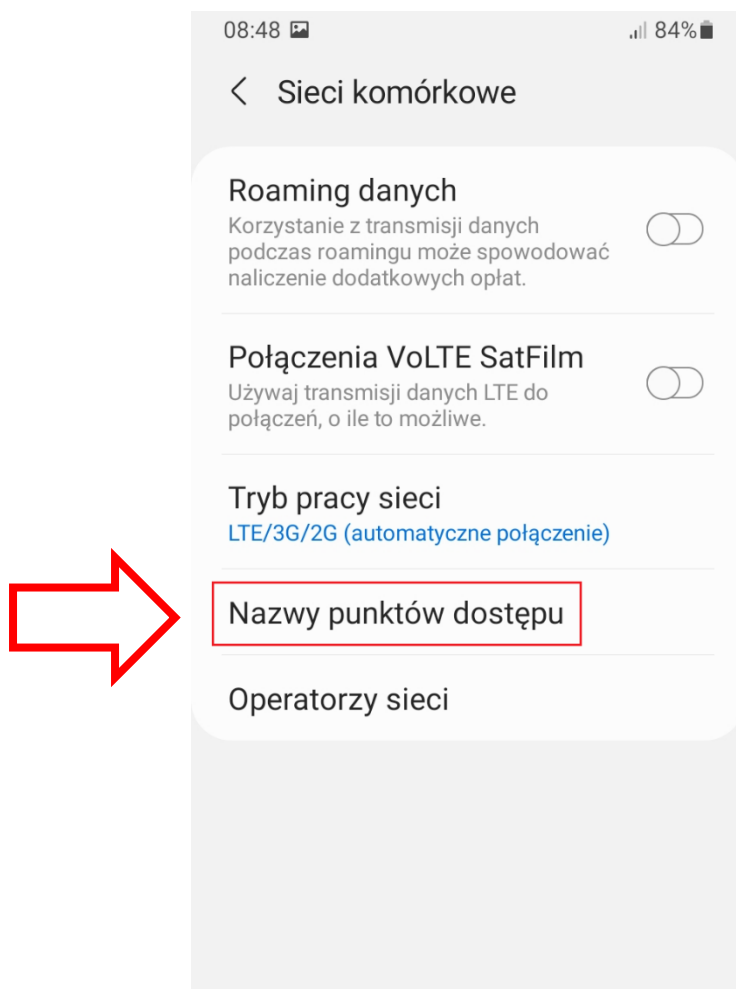 08:48
84%
Sieci komórkowe
Roaming danych
Korzystanie z transmisji danych
podczas roamingu może spowodować
naliczenie dodatkowych opłat.
Połączenia VoLTE SatFilm
Używaj transmisji danych LTE do
połączeń, o ile to możliwe.
Tryb pracy sieci
LTE/3G/2G (automatyczne połączenie)
Nazwy punktów dostępu
Operatorzy sieci